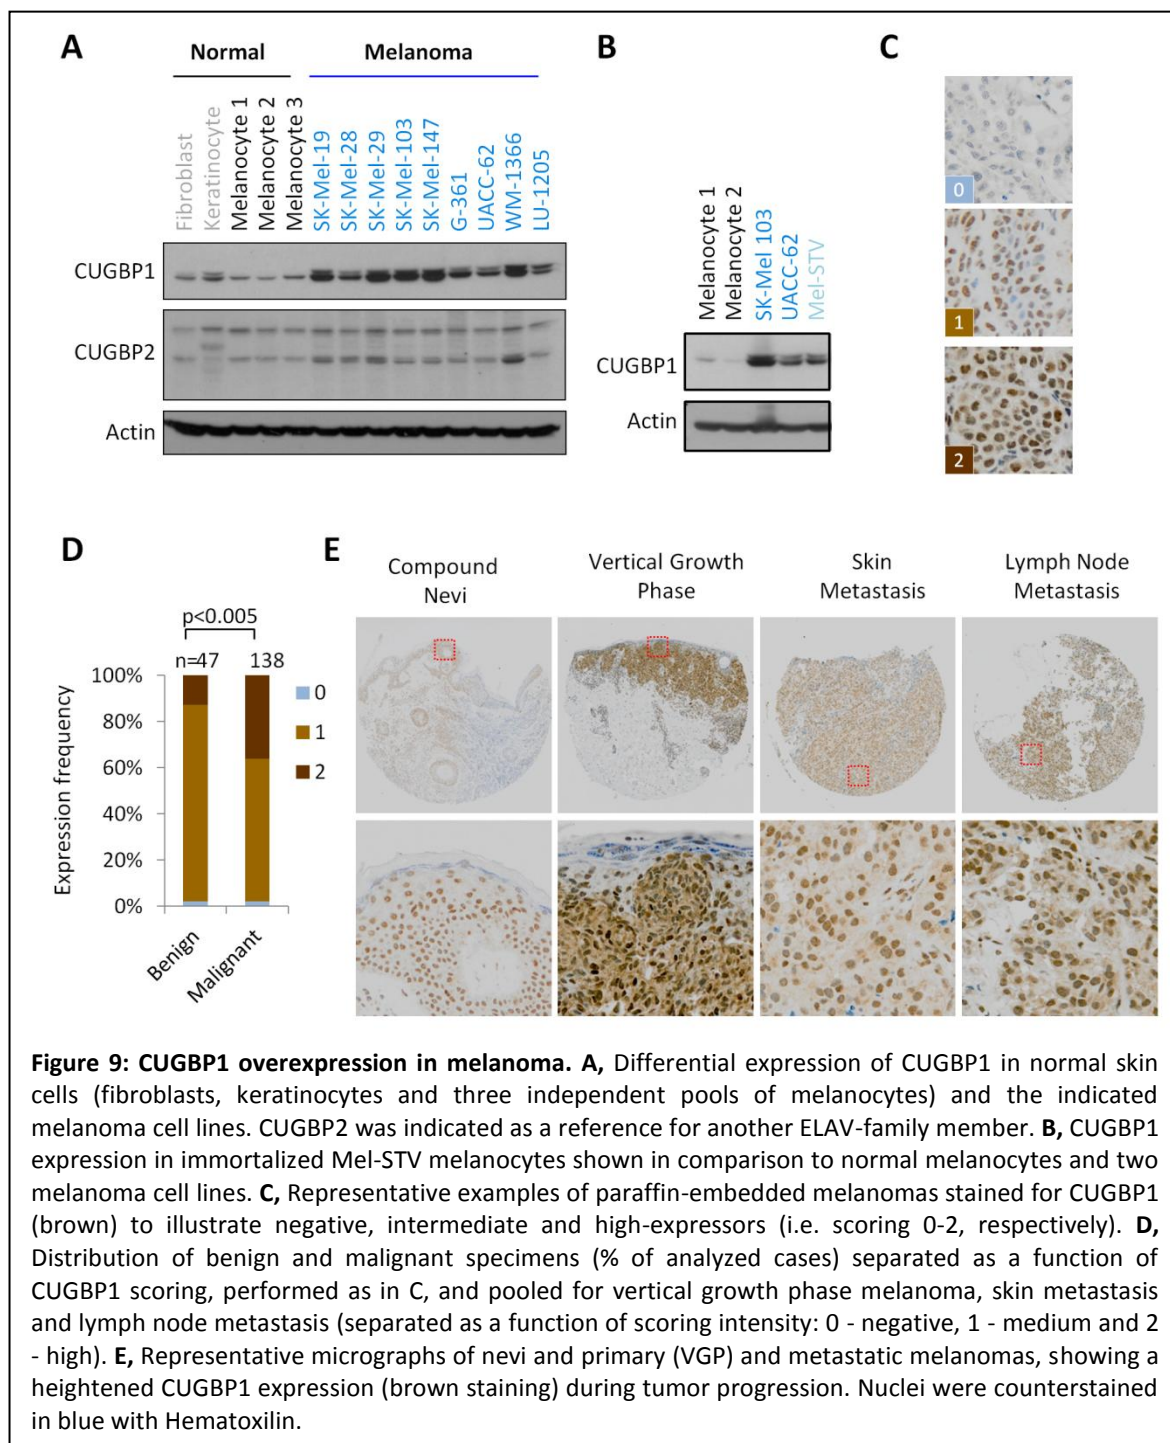 A
Normal
Melanoma
Fibroblast
Keratinocyte
Melanocyte 1
Melanocyte 2
Melanocyte 3
SK-Mel-19
SK-Mel-28
SK-Mel-29
SK-Mel-103
SK-Mel-147
G-361
UACC-62
WM-1366
LU-1205
CUGBP1
CUGBP2
Actin
B
Melanocyte 1
Melanocyte 2
SK-Mel 103
UACC-62
Mel-STV
CUGBP1
Actin
C
0
1
2
D
p<0.005
n=47 138
Expression frequency
100%
80%
60%
40%
20%
0%
Benign
Malignant
0
1
2
E
Compound
Nevi
Vertical Growth
Phase
Skin
Metastasis
Lymph Node
Metastasis
Figure 9: CUGBP1 overexpression in melanoma. A, Differential expression of CUGBP1 in normal skin
cells (fibroblasts, keratinocytes and three independent pools of melanocytes) and the indicated
melanoma cell lines. CUGBP2 was indicated as a reference for another ELAV-family member. B, CUGBP1
expression in immortalized Mel-STV melanocytes shown in comparison to normal melanocytes and two
melanoma cell lines. C, Representative examples of paraffin-embedded melanomas stained for CUGBP1
(brown) to illustrate negative, intermediate and high-expressors (i.e. scoring 0-2, respectively). D,
Distribution of benign and malignant specimens (% of analyzed cases) separated as a function of
CUGBP1 scoring, performed as in C, and pooled for vertical growth phase melanoma, skin metastasis
and lymph node metastasis (separated as a function of scoring intensity: 0 - negative, 1 - medium and 2
- high). E, Representative micrographs of nevi and primary (VGP) and metastatic melanomas, showing a
heightened CUGBP1 expression (brown staining) during tumor progression. Nuclei were counterstained
in blue with Hematoxilin.